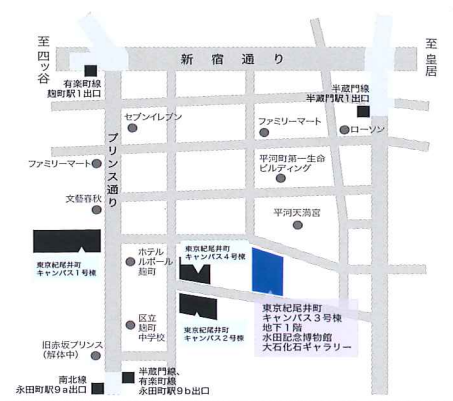 新宿通り
至四ッ谷
至皇居
有楽町線
麹町駅1出口
半蔵門線
半蔵門駅1出口
プリンス通り
セブンイレブン
ファミリーマート
ローソン
ファミリーマート
平河町第一生命
ビルディング
文藝春秋
平河天満宮
東京紀尾井町
キャンパス1号棟
ホテル
ルポール
麹町
東京紀尾井町
キャンパス4号棟
東京紀尾井町
キャンパス3号棟
地下1階
水田記念博物館
大石化石ギャラリー
区立
麹町
中学校
東京紀尾井町
キャンパス2号棟
旧赤坂プリンス
(解体中)
南北線
永田町駅9a出口
半蔵門線、
有楽町線
永田町駅9b出口